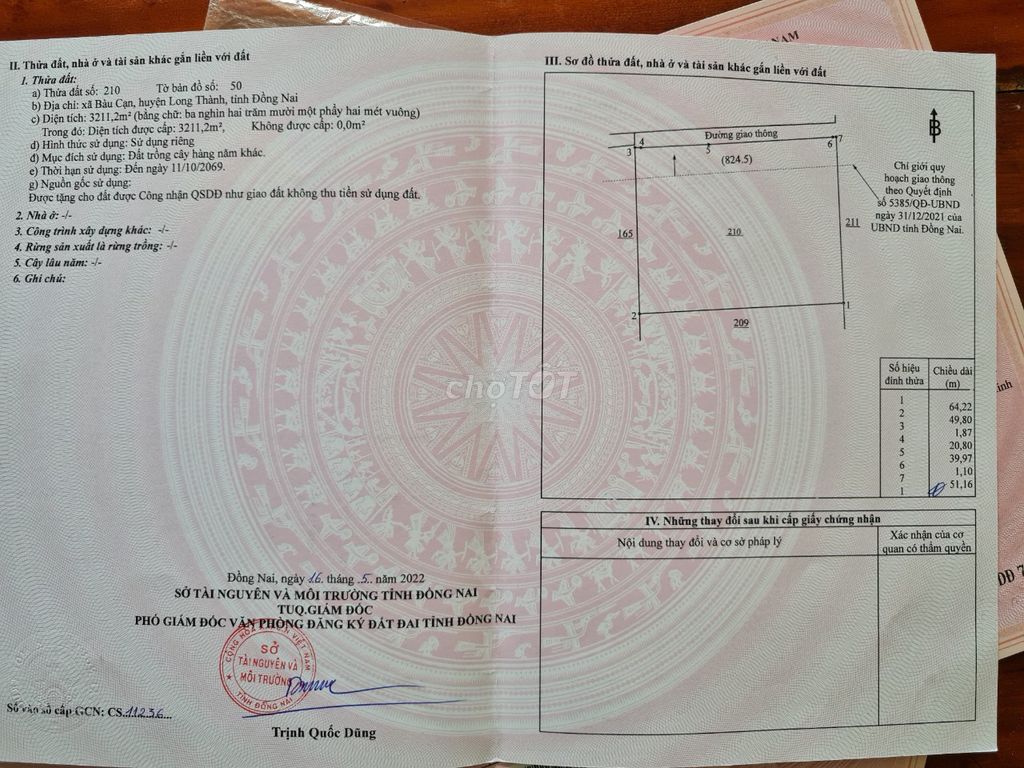 II. Thửa đất, nhà ở và tài sản khác gắn liền với đất
1. Thửa đất:
a) Thửa đất số: 210 Tờ bản đồ số: 50
b) Địa chỉ: xã Bàu Cạn, huyện Long Thành, tỉnh Đồng Nai
c) Diện tích: 3211,2m² (bằng chữ: ba nghìn hai trăm mười một phẩy hai mét vuông)
Trong đó: Diện tích được cấp: 3211,2m², Không được cấp: 0,0m²
d) Hình thức sử dụng: Sử dụng riêng
đ) Mục đích sử dụng: Đất trồng cây hàng năm khác.
e) Thời hạn sử dụng: Đến ngày 11/10/2069.
g) Nguồn gốc sử dụng:
Được tặng cho đất được Công nhận QSDĐ như giao đất không thu tiền sử dụng đất.
2. Nhà ở: -/-
3. Công trình xây dựng khác: -/-
4. Rừng sản xuất là rừng trồng: -/-
5. Cây lâu năm: -/-
6. Ghi chú:
Đồng Nai, ngày 16 tháng 5 năm 2022
SỞ TÀI NGUYÊN VÀ MÔI TRƯỜNG TỈNH ĐỒNG NAI
TUQ.GIÁM ĐỐC
PHÓ GIÁM ĐỐC VĂN PHÒNG ĐĂNG KÝ ĐẤT ĐAI TỈNH ĐỒNG NAI
SỞ
TÀI NGUYÊN VÀ
MÔI TRƯỜNG
TỈNH ĐỒNG NAI
Trịnh Quốc Dũng
Số vào sổ cấp GCN: CS.11236
III. Sơ đồ thửa đất, nhà ở và tài sản khác gắn liền với đất
Đường giao thông
4
5
6
7
3
(824.5)
Chỉ giới quy
hoạch giao thông
theo Quyết định
số 5385/QĐ-UBND
ngày 31/12/2021 của
UBND tỉnh Đồng Nai.
165
210
211
2
1
209
Số hiệu đỉnh thửa Chiều dài (m)
1
64,22
2
49,80
3
1,87
4
20,80
5
39,97
6
1,10
7
51,16
1
IV. Những thay đổi sau khi cấp giấy chứng nhận
Nội dung thay đổi và cơ sở pháp lý
Xác nhận của cơ
quan có thẩm quyền
NAM
chợTỐT